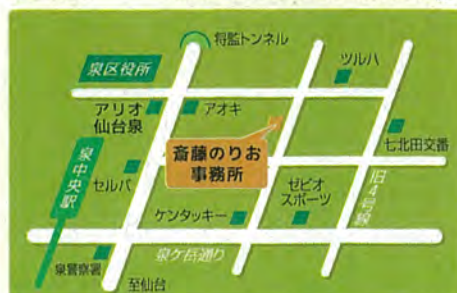 将監トンネル
泉区役所
ツルハ
アリオ
仙台泉
アオキ
七北田交番
斎藤のりお
事務所
泉中央駅
セルバ
ゼビオ
スポーツ
旧4号線
ケンタッキー
泉ケ岳通り
泉警察署
至仙台